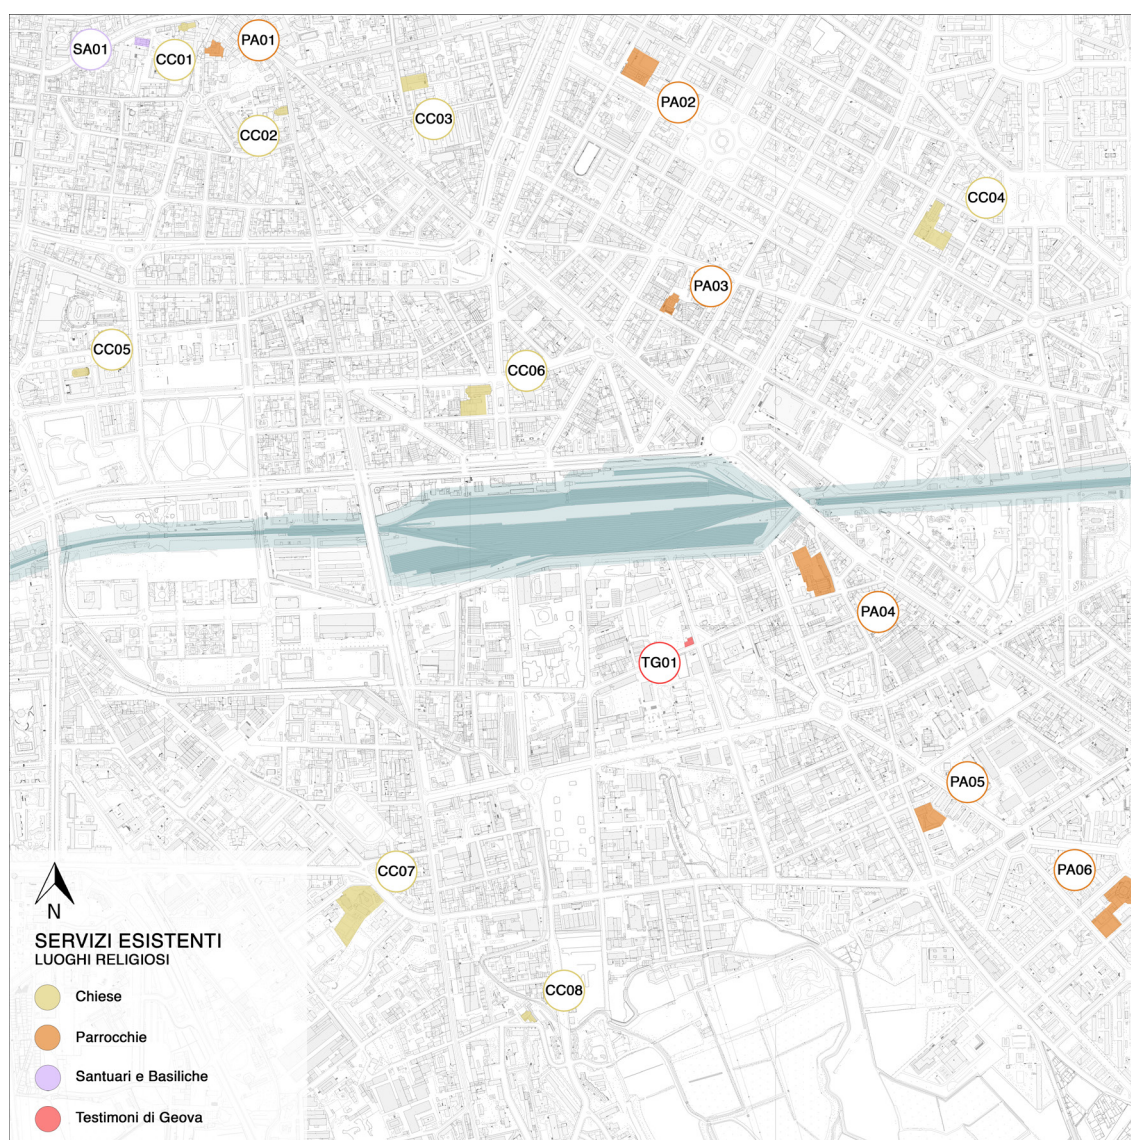 SA01
CC01
PA01
CC02
CC03
PA02
CC04
PA03
CC05
CC06
PA04
TG01
PA05
CC07
PA06
CC08
N
SERVIZI ESISTENTI
LUOGHI RELIGIOSI
Chiese
Parrocchie
Santuari e Basiliche
Testimoni di Geova